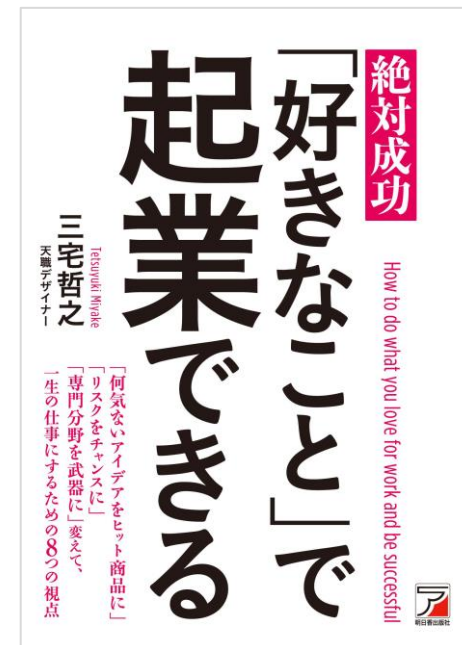 絶対成功
「好きなこと」で
起業できる
How to do what you love for work and be successful
三宅哲之
Tetsuyuki Miyake
天職デザイナー
「何気ないアイデアをヒット商品に」
「リスクをチャンスに」
「専門分野を武器に」変えて、
一生の仕事にするための8つの視点
ア
明日香出版社